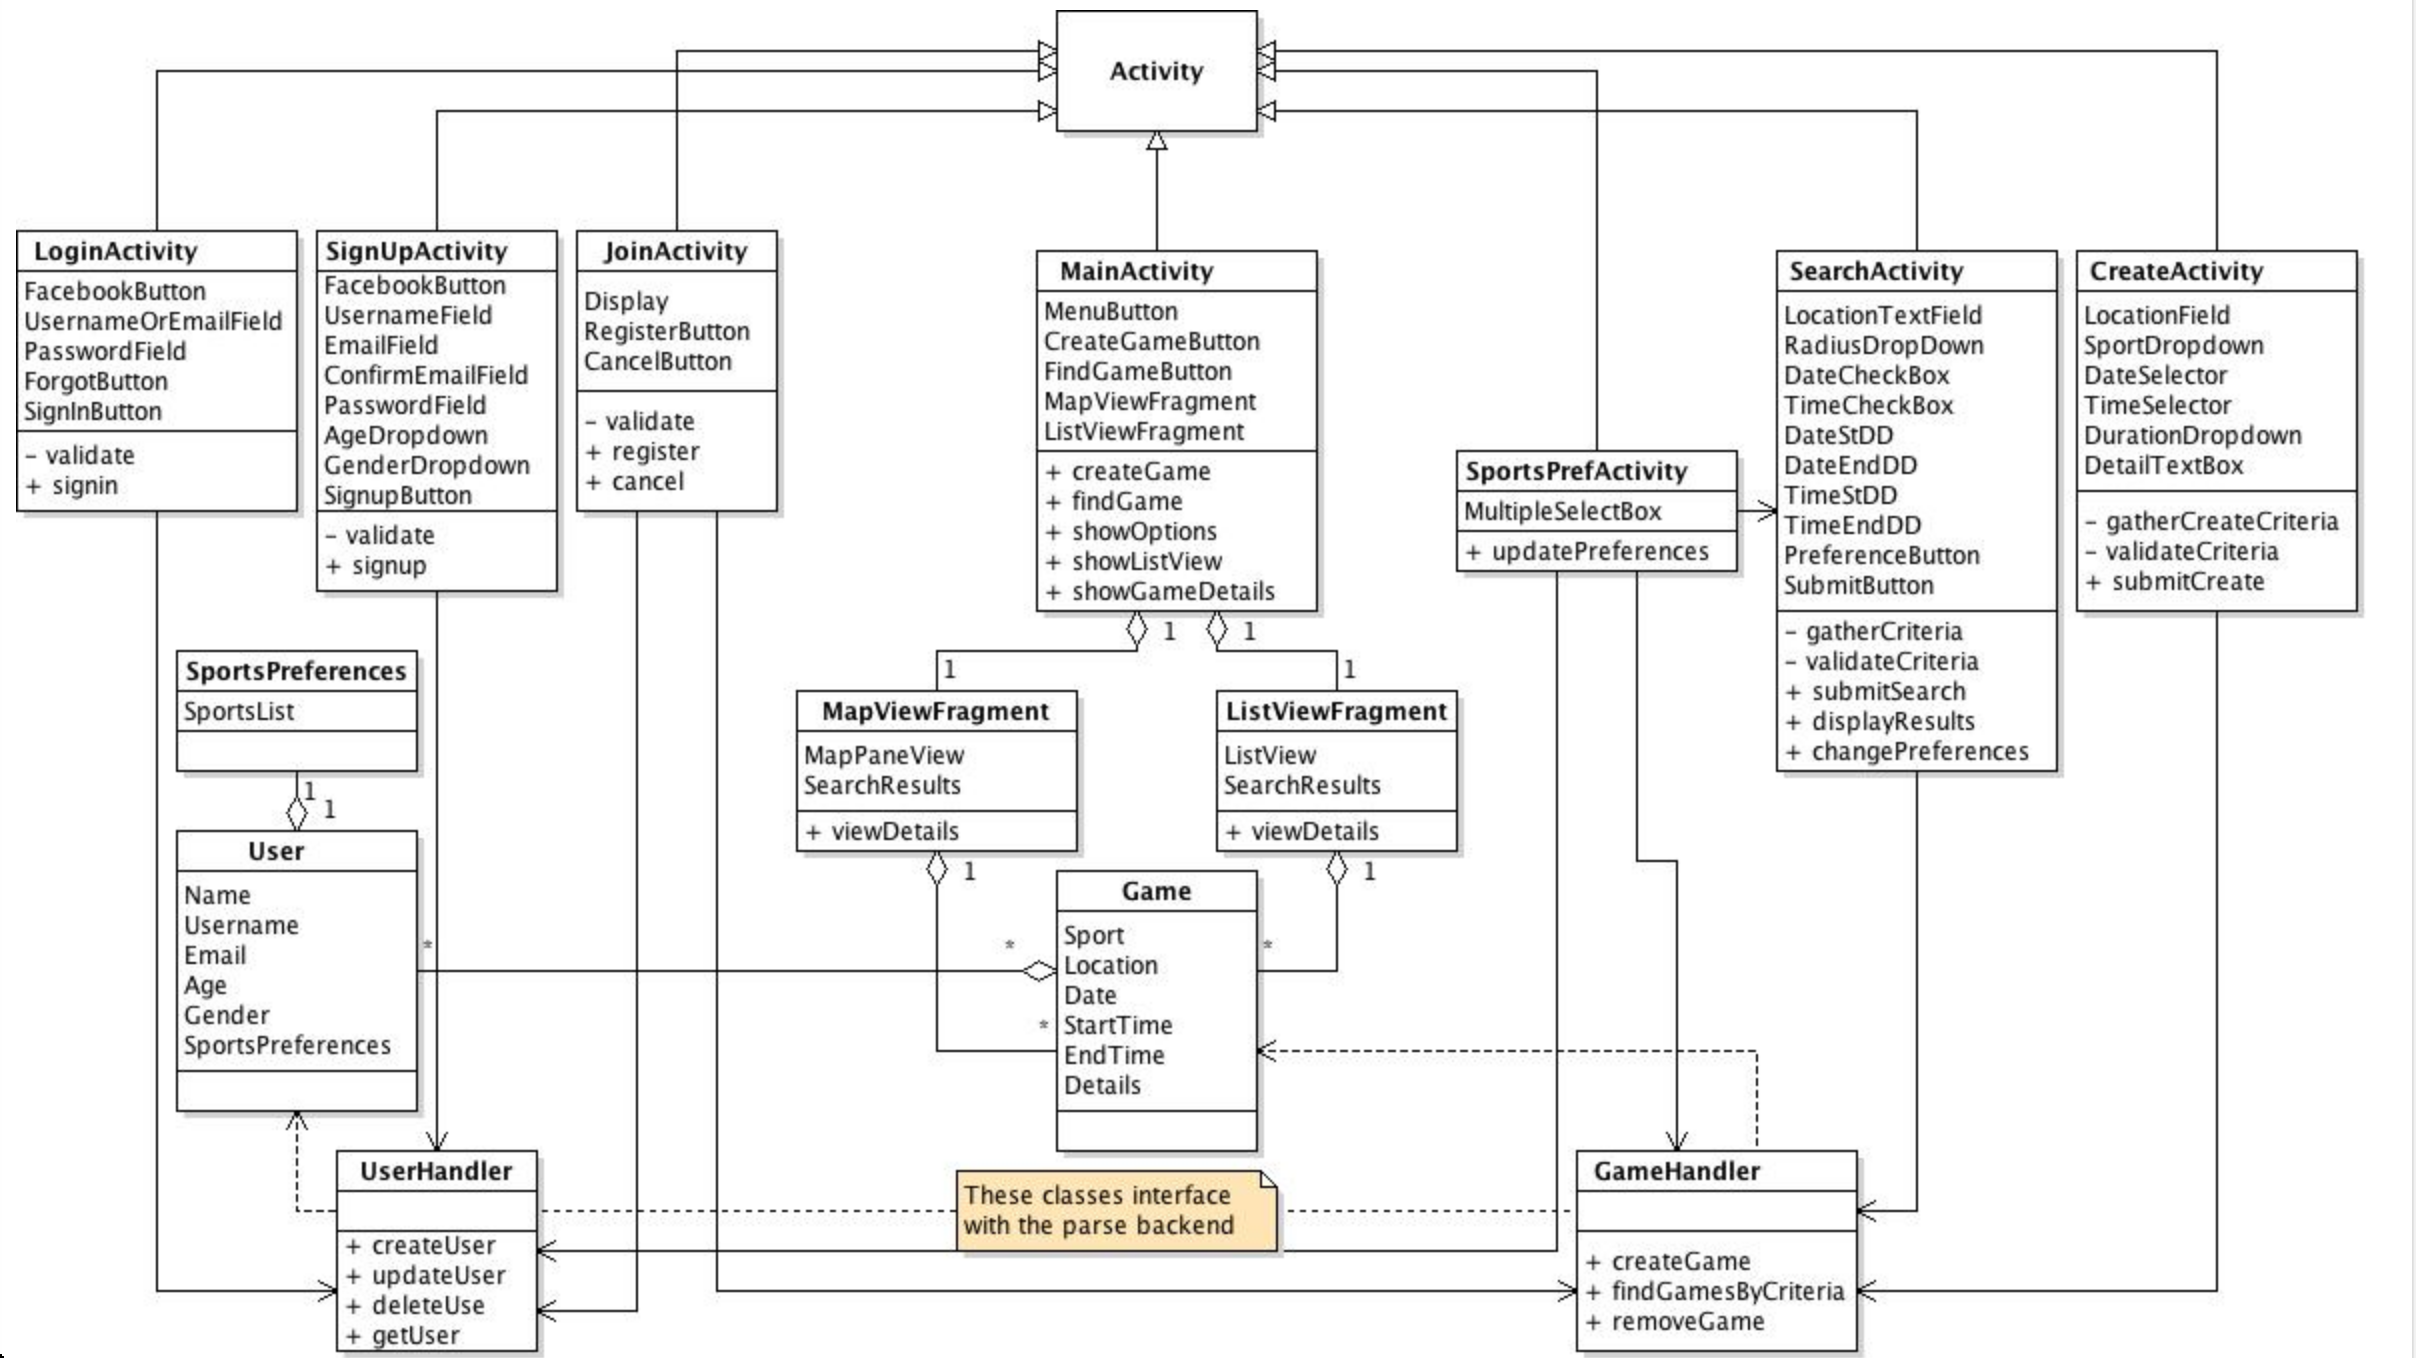 Activity
LoginActivity
FacebookButton
UsernameOrEmailField
PasswordField
ForgotButton
SignInButton
- validate
+ signin
SignUpActivity
FacebookButton
UsernameField
EmailField
ConfirmEmailField
PasswordField
AgeDropdown
GenderDropdown
SignupButton
- validate
+ signup
JoinActivity
Display
RegisterButton
CancelButton
- validate
+ register
+ cancel
MainActivity
MenuButton
CreateGameButton
FindGameButton
MapViewFragment
ListViewFragment
+ createGame
+ findGame
+ showOptions
+ showListView
+ showGameDetails
1
1
1
1
SportsPrefActivity
MultipleSelectBox
+ updatePreferences
SearchActivity
LocationTextField
RadiusDropDown
DateCheckBox
TimeCheckBox
DateStDD
DateEndDD
TimeStDD
TimeEndDD
PreferenceButton
SubmitButton
- gatherCriteria
- validateCriteria
+ submitSearch
+ displayResults
+ changePreferences
CreateActivity
LocationField
SportDropdown
DateSelector
TimeSelector
DurationDropdown
DetailTextBox
- gatherCreateCriteria
- validateCriteria
+ submitCreate
SportsPreferences
SportsList
1
1
User
Name
Username
Email
Age
Gender
SportsPreferences
*
MapViewFragment
MapPaneView
SearchResults
+ viewDetails
1
ListViewFragment
ListView
SearchResults
+ viewDetails
1
*
*
*
Game
Sport
Location
Date
StartTime
EndTime
Details
UserHandler
+ createUser
+ updateUser
+ deleteUse
+ getUser
These classes interface
with the parse backend
GameHandler
+ createGame
+ findGamesByCriteria
+ removeGame